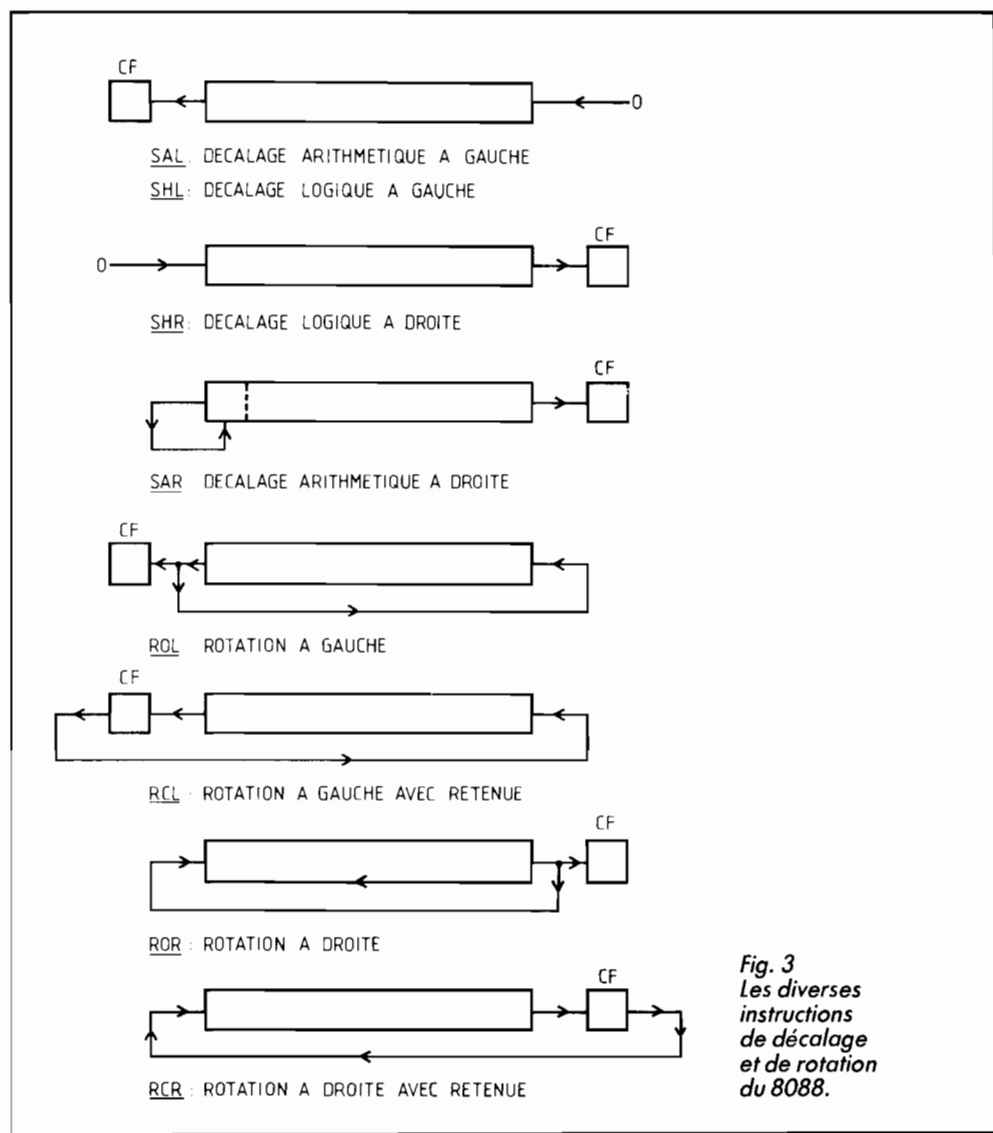 CF
0
SAL: DECALAGE ARITHMETIQUE A GAUCHE
SHL: DECALAGE LOGIQUE A GAUCHE
CF
0
SHR: DECALAGE LOGIQUE A DROITE
CF
SAR DECALAGE ARITHMETIQUE A DROITE
CF
ROL ROTATION A GAUCHE
CF
RCL : ROTATION A GAUCHE AVEC RETENUE
CF
ROR : ROTATION A DROITE
CF
RCR : ROTATION A DROITE AVEC RETENUE
Fig. 3
Les diverses
instructions
de décalage
et de rotation
du 8088.